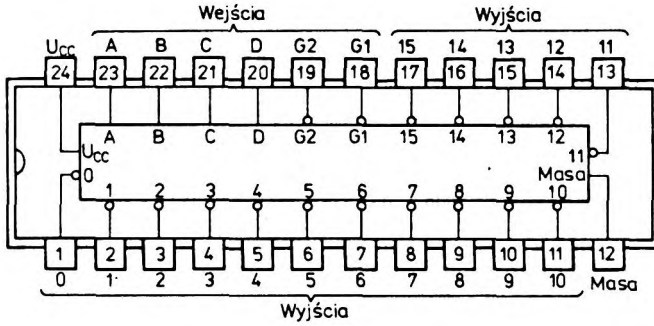 Wejścia Wyjścia
UCC A B C D G2 G1 15 14 13 12 11
24 23 22 21 20 19 18 17 16 15 14 13
A B C D G2 G1 15 14 13 12
UCC 11
0 Masa
1 2 3 4 5 6 7 8 9 10
1 2 3 4 5 6 7 8 9 10 11 12
0 1 2 3 4 5 6 7 8 9 10 Masa
Wyjścia